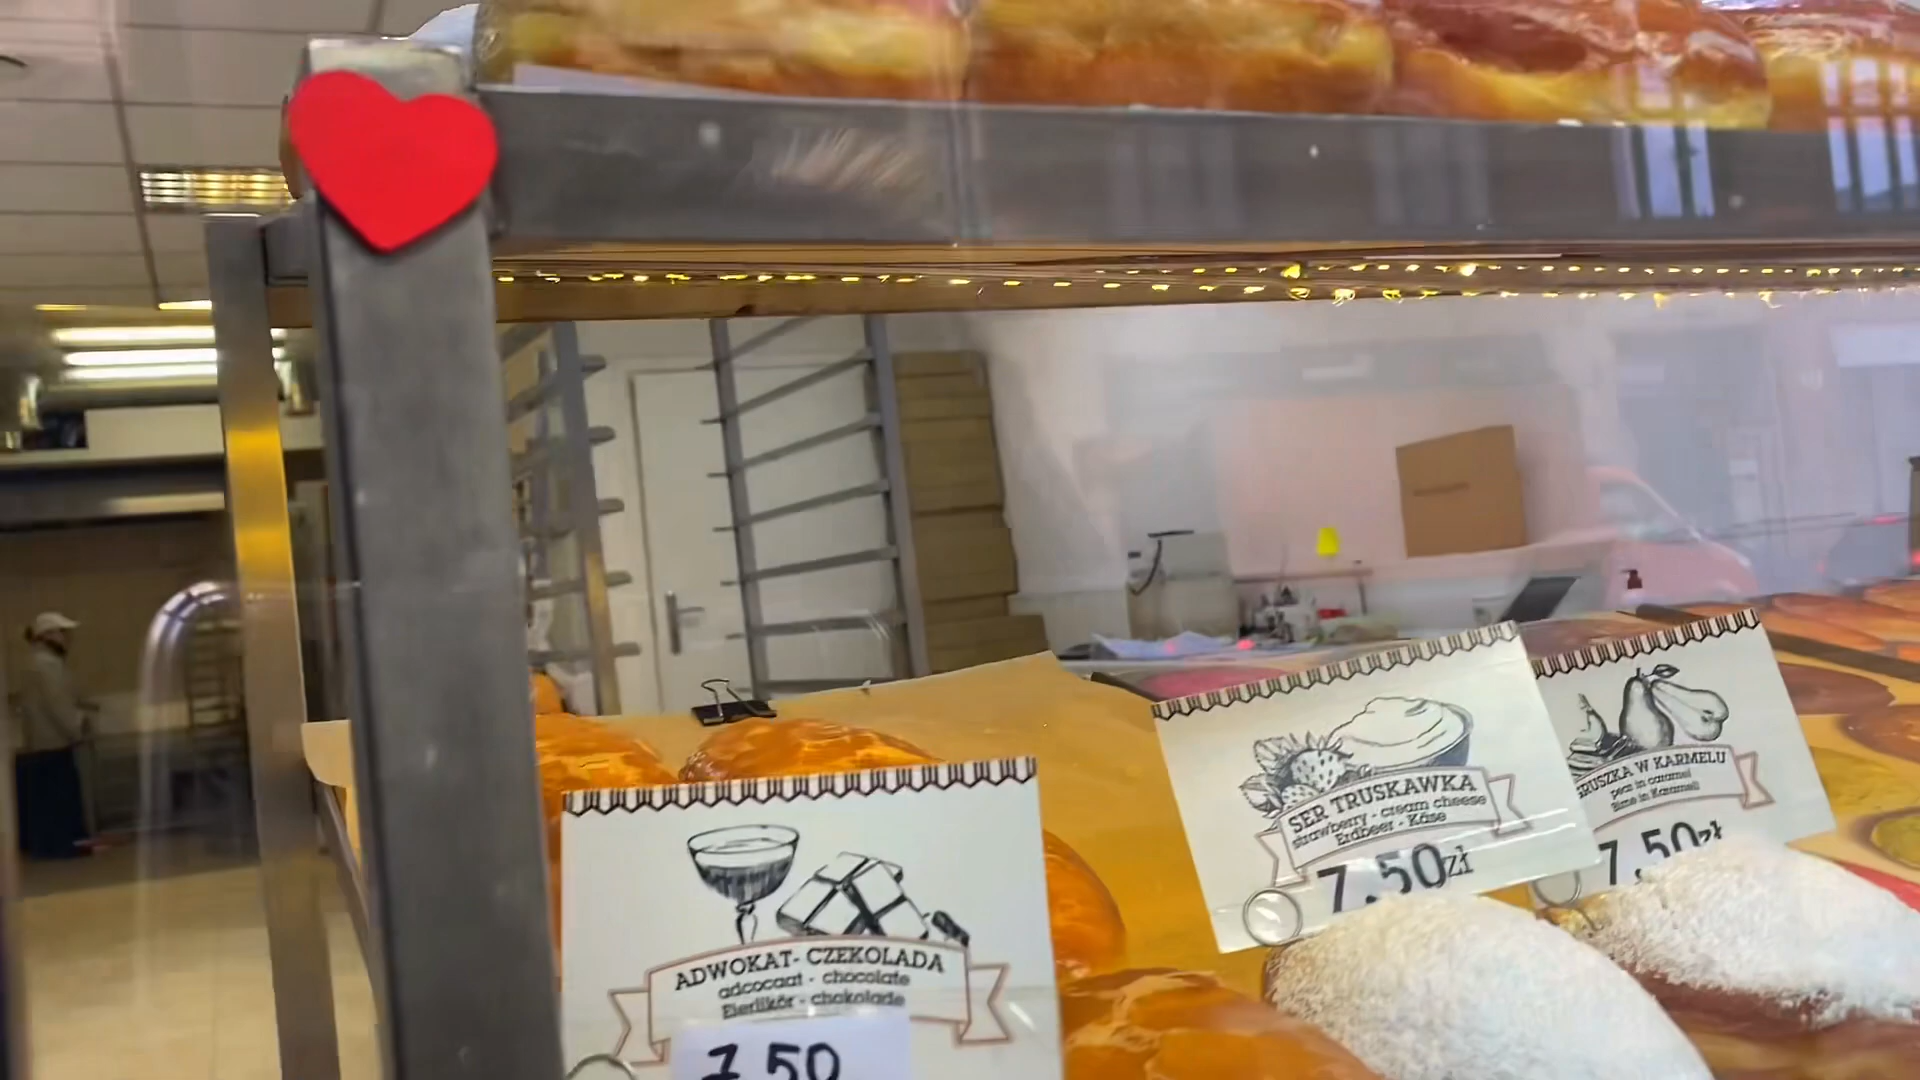 ADWOKAT- CZEKOLADA
adcocaat - chocolate
Eierlikör - chokolade
7.50
SER TRUSKAWKA
strawberry - cream cheese
Erdbeer - Käse
7.50zł
GRUSZKA W KARMELU
pear in caramel
Birne in Karamell
7.50zł